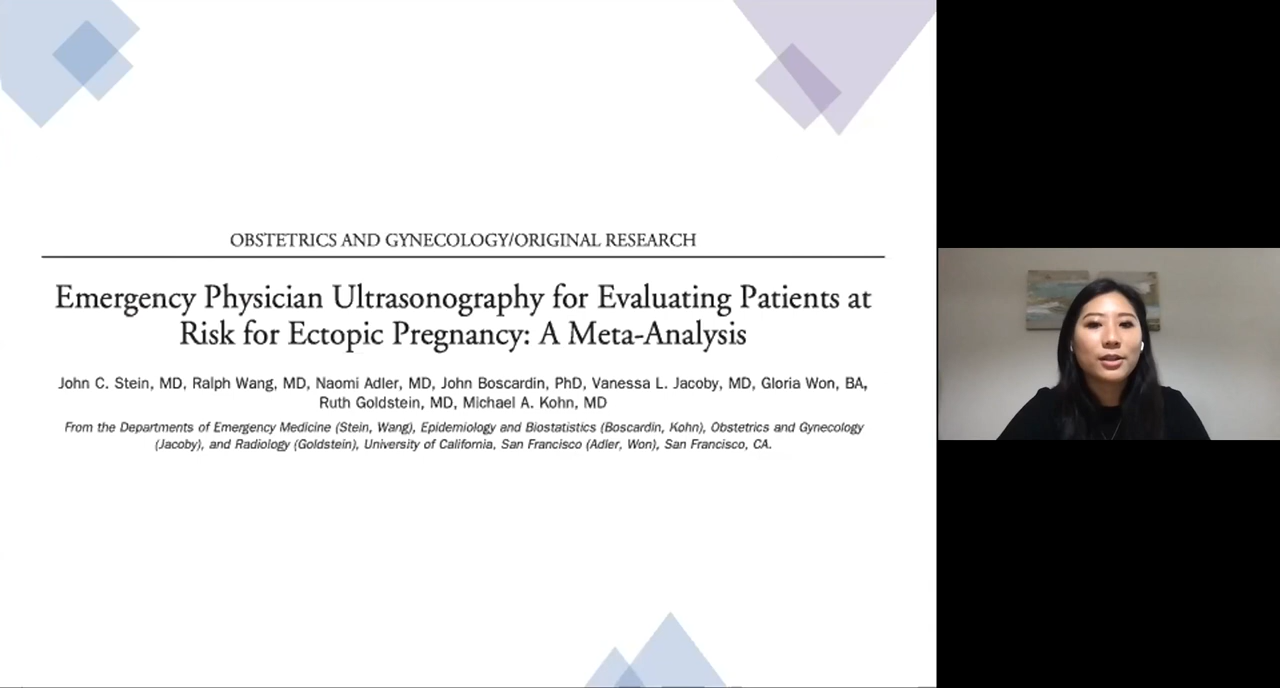 OBSTETRICS AND GYNECOLOGY/ORIGINAL RESEARCH
Emergency Physician Ultrasonography for Evaluating Patients at
Risk for Ectopic Pregnancy: A Meta-Analysis
John C. Stein, MD, Ralph Wang, MD, Naomi Adler, MD, John Boscardin, PhD, Vanessa L. Jacoby, MD, Gloria Won, BA,
Ruth Goldstein, MD, Michael A. Kohn, MD
From the Departments of Emergency Medicine (Stein, Wang), Epidemiology and Biostatistics (Boscardin, Kohn), Obstetrics and Gynecology
(Jacoby), and Radiology (Goldstein), University of California, San Francisco (Adler, Won), San Francisco, CA.